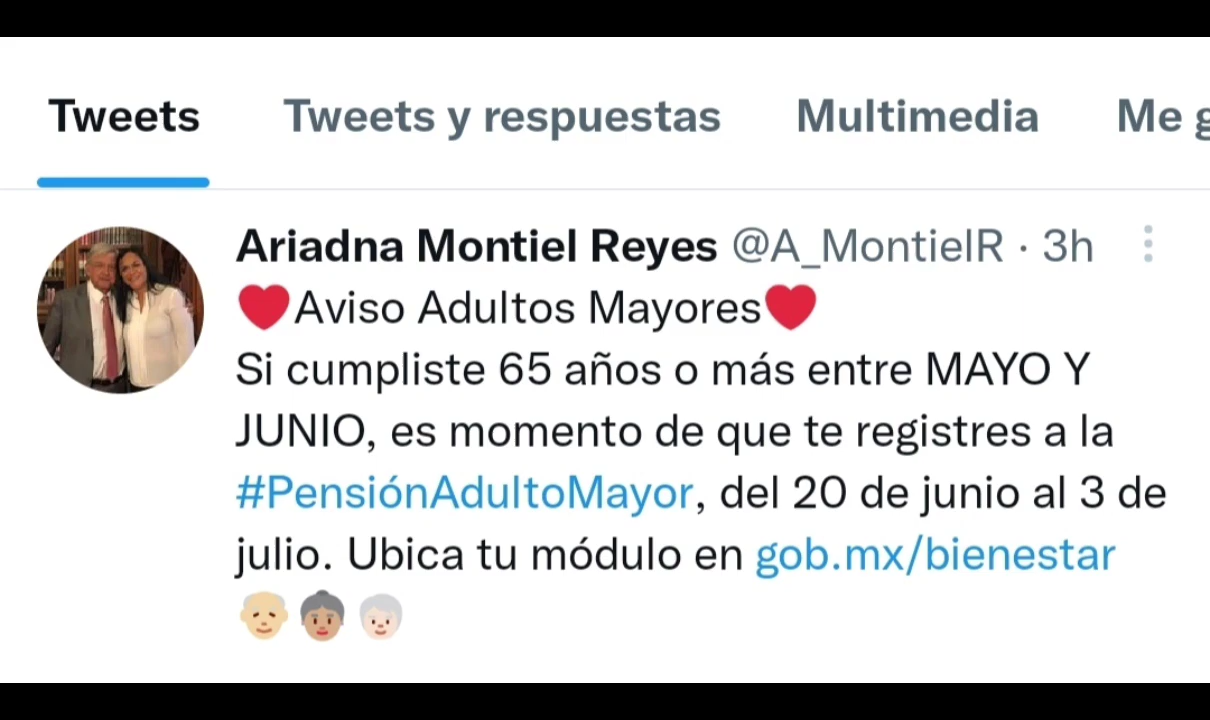 Tweets Tweets y respuestas Multimedia Me g
Ariadna Montiel Reyes @A_MontielR · 3h
❤️Aviso Adultos Mayores❤️
Si cumpliste 65 años o más entre MAYO Y
JUNIO, es momento de que te registres a la
#PensiónAdultoMayor, del 20 de junio al 3 de
julio. Ubica tu módulo en gob.mx/bienestar
👴🏼👵🏽🧓🏻